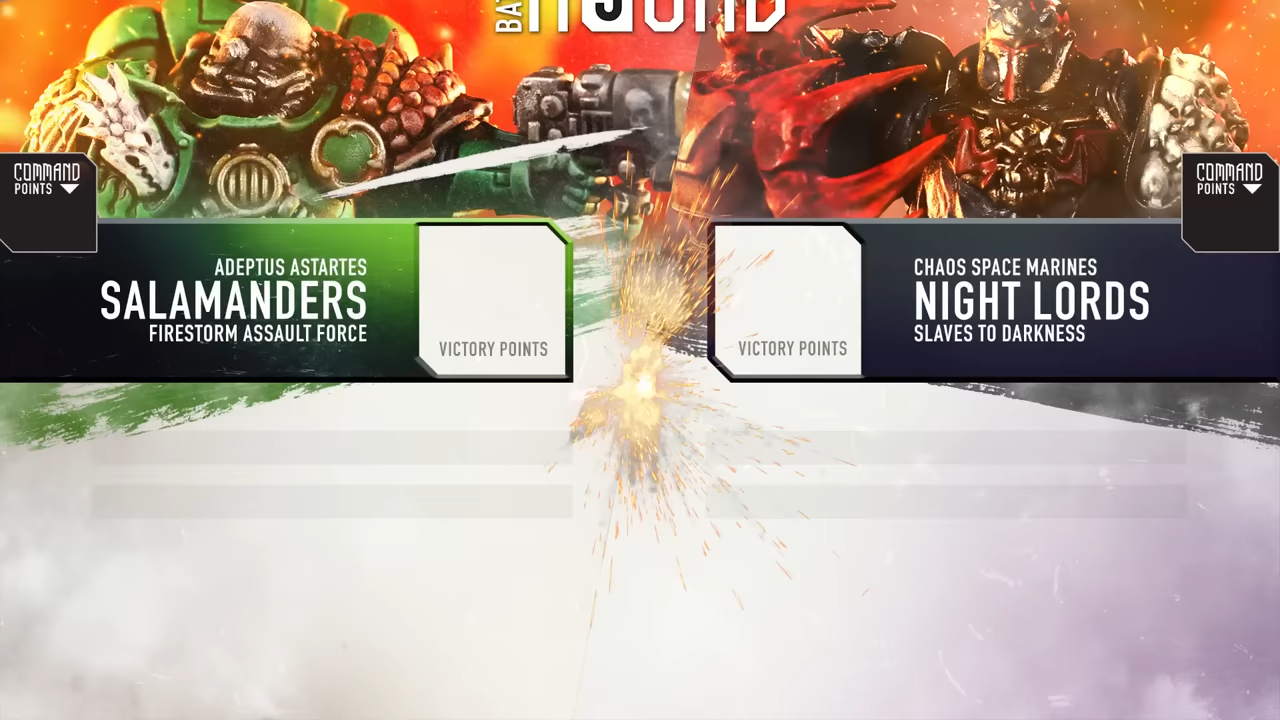 COMMAND
POINTS
COMMAND
POINTS
ADEPTUS ASTARTES
SALAMANDERS
FIRESTORM ASSAULT FORCE
VICTORY POINTS
VICTORY POINTS
CHAOS SPACE MARINES
NIGHT LORDS
SLAVES TO DARKNESS